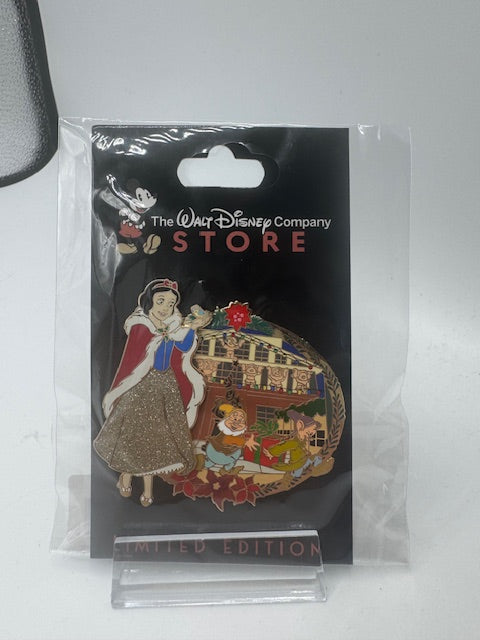 The WALT DISNEY Company
STORE
LIMITED EDITION